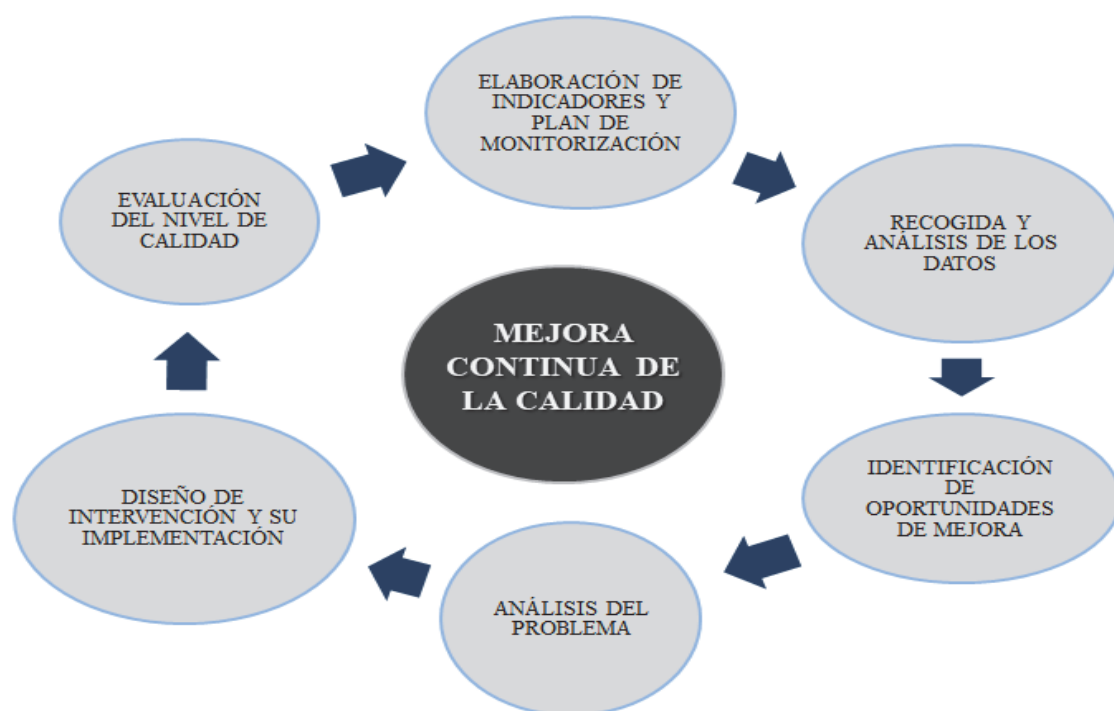 ELABORACIÓN DE
INDICADORES Y
PLAN DE
MONITORIZACIÓN
EVALUACIÓN
DEL NIVEL DE
CALIDAD
RECOGIDA Y
ANÁLISIS DE LOS
DATOS
MEJORA
CONTINUA DE
LA CALIDAD
IDENTIFICACIÓN
DE
OPORTUNIDADES
DE MEJORA
DISEÑO DE
INTERVENCIÓN Y SU
IMPLEMENTACIÓN
ANÁLISIS DEL
PROBLEMA